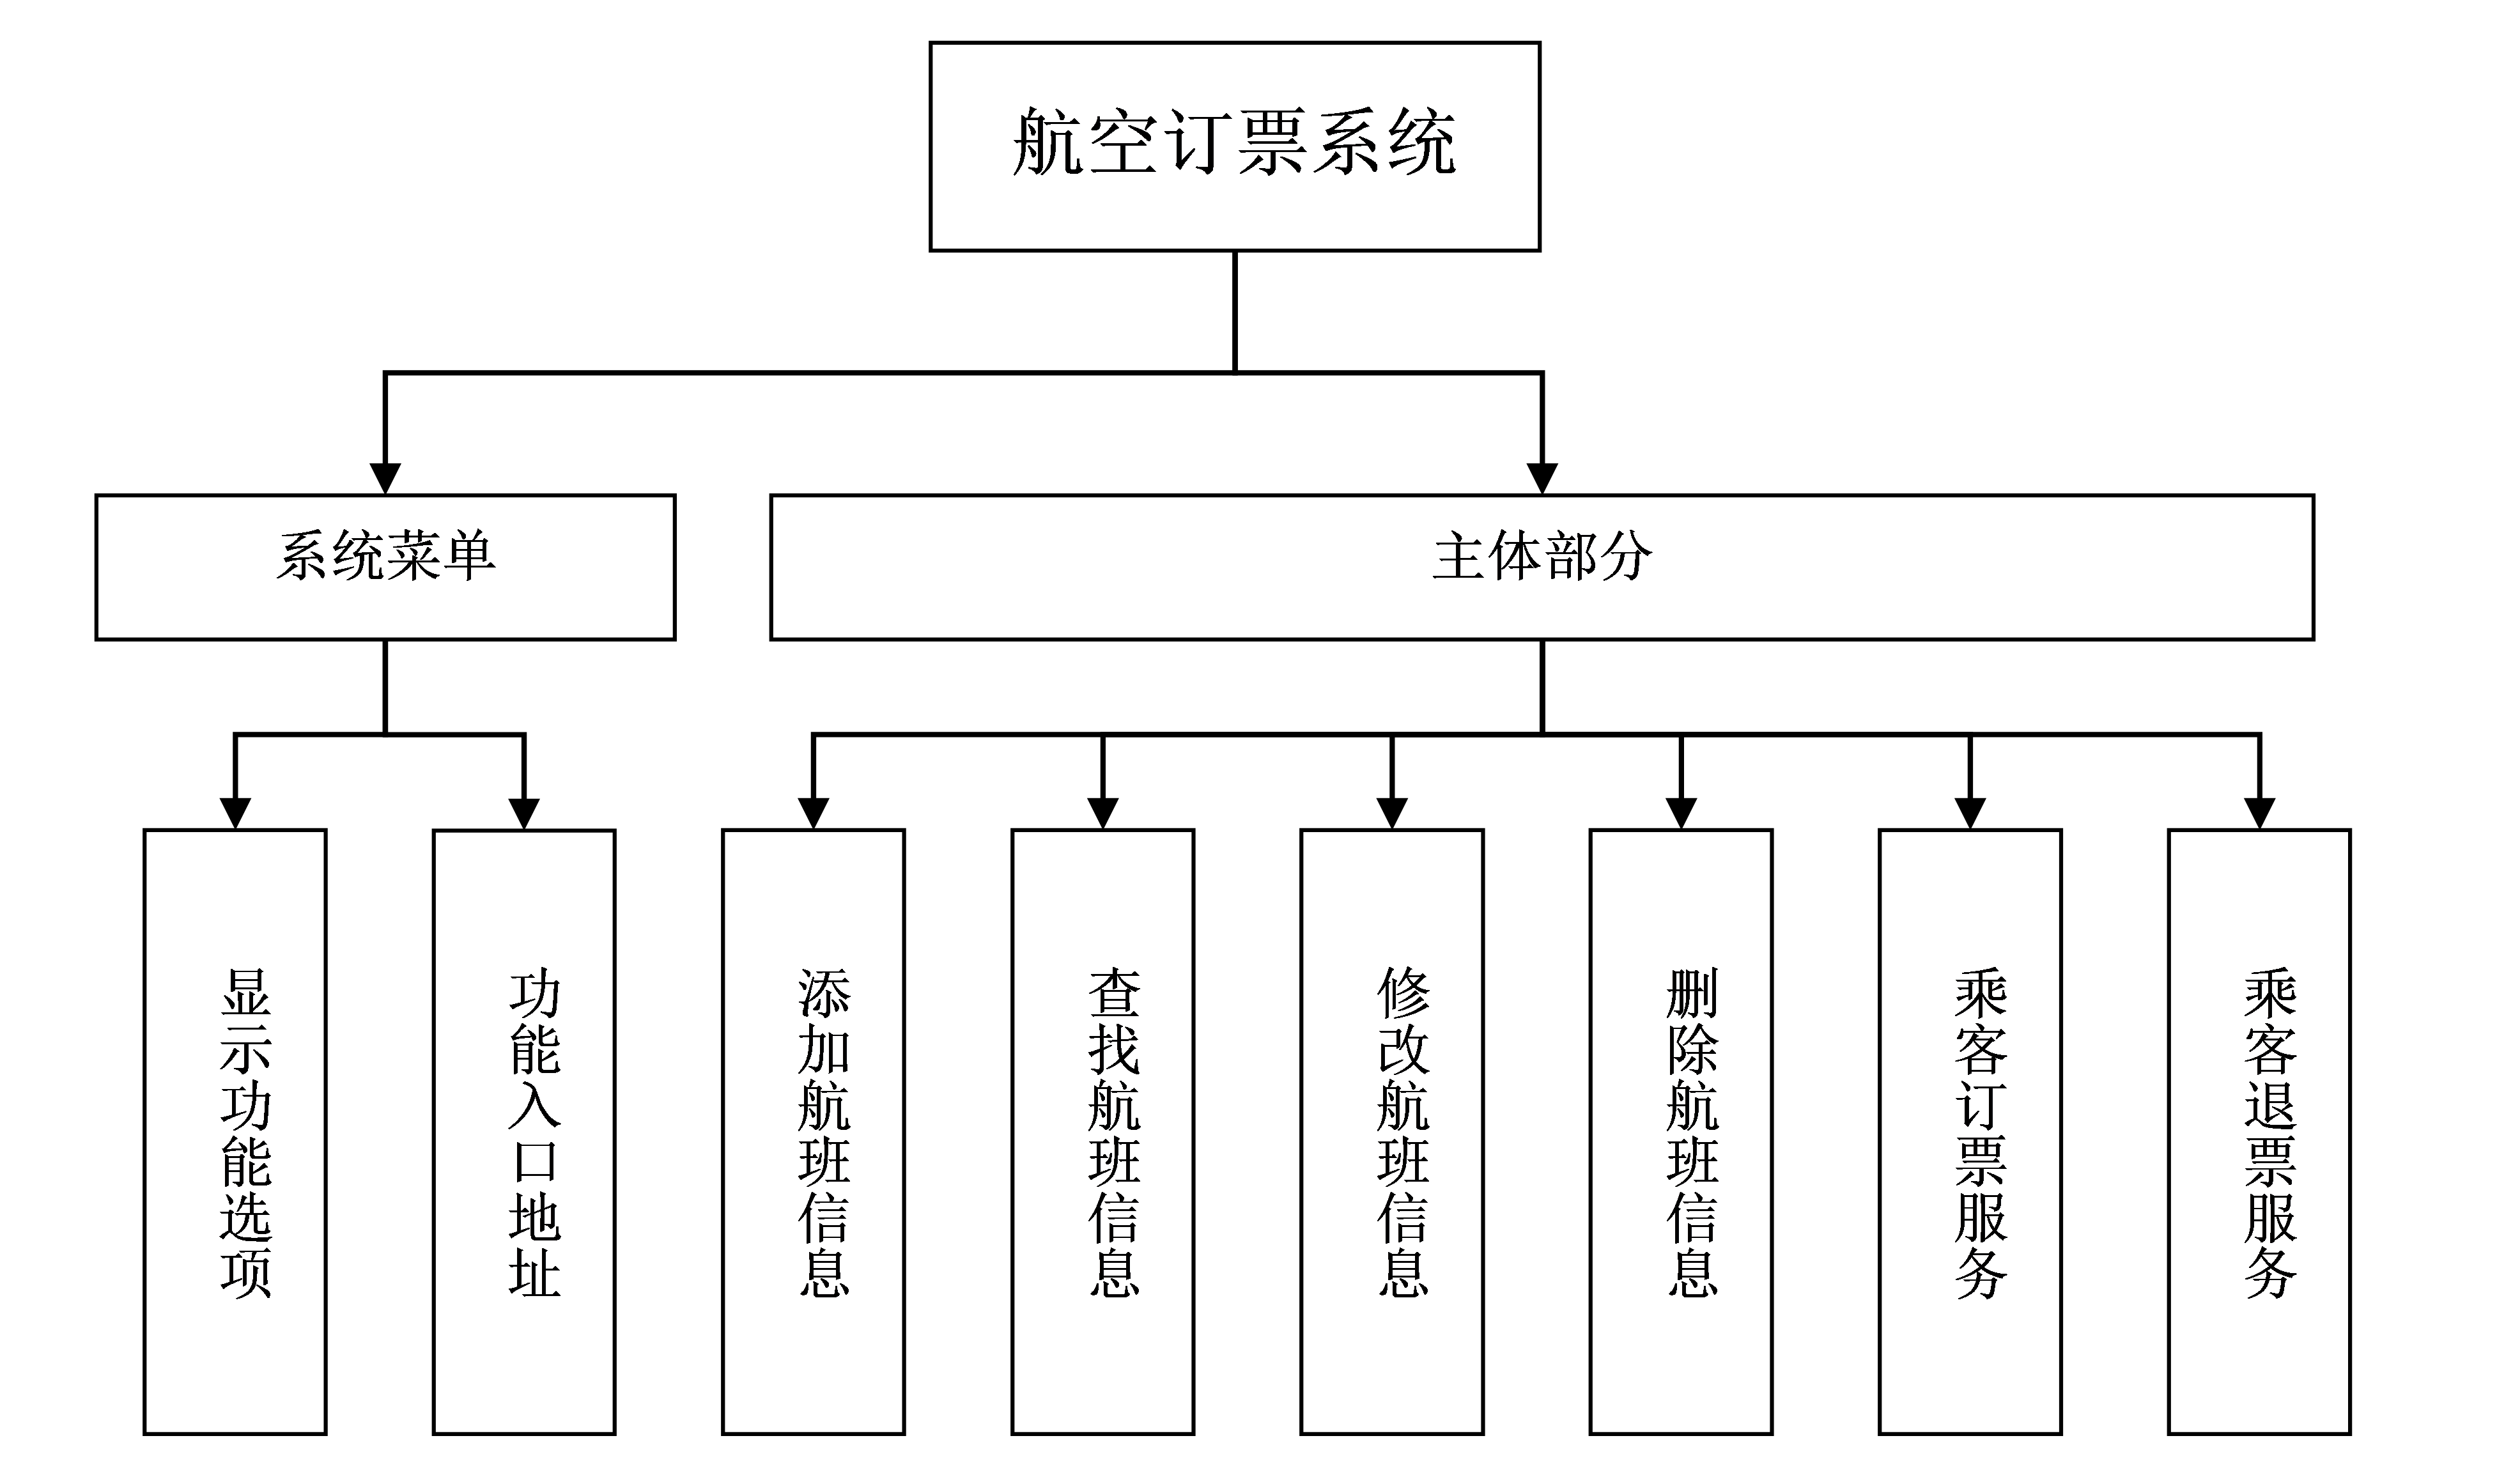 航空订票系统
系统菜单
主体部分
显示功能选项
功能入口地址
添加航班信息
查找航班信息
修改航班信息
删除航班信息
乘客订票服务
乘客退票服务